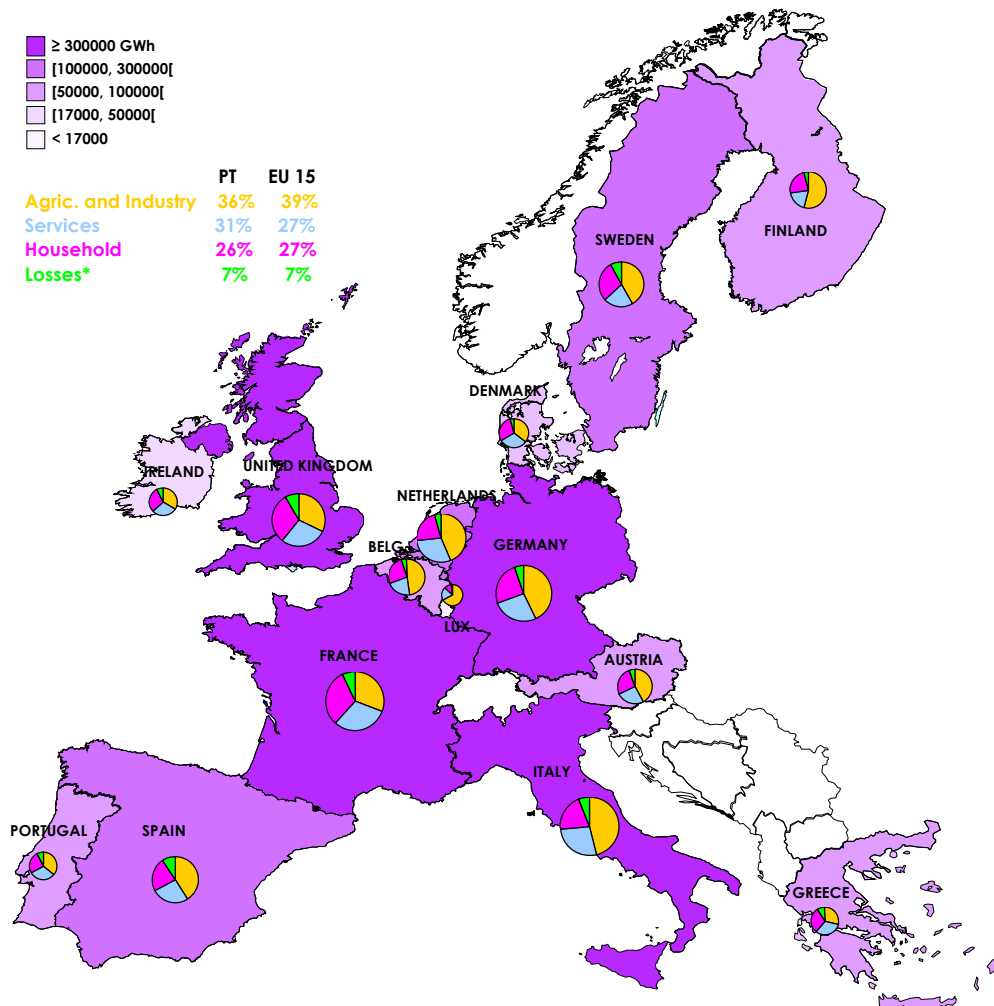 ≥ 300000 GWh
[100000, 300000[
[50000, 100000[
[17000, 50000[
< 17000
PT EU 15
Agric. and Industry 36% 39%
Services 31% 27%
Household 26% 27%
Losses* 7% 7%
SWEDEN
FINLAND
DENMARK
IRELAND
UNITED KINGDOM
NETHERLANDS
BELG
GERMANY
LUX
FRANCE
AUSTRIA
ITALY
PORTUGAL
SPAIN
GREECE